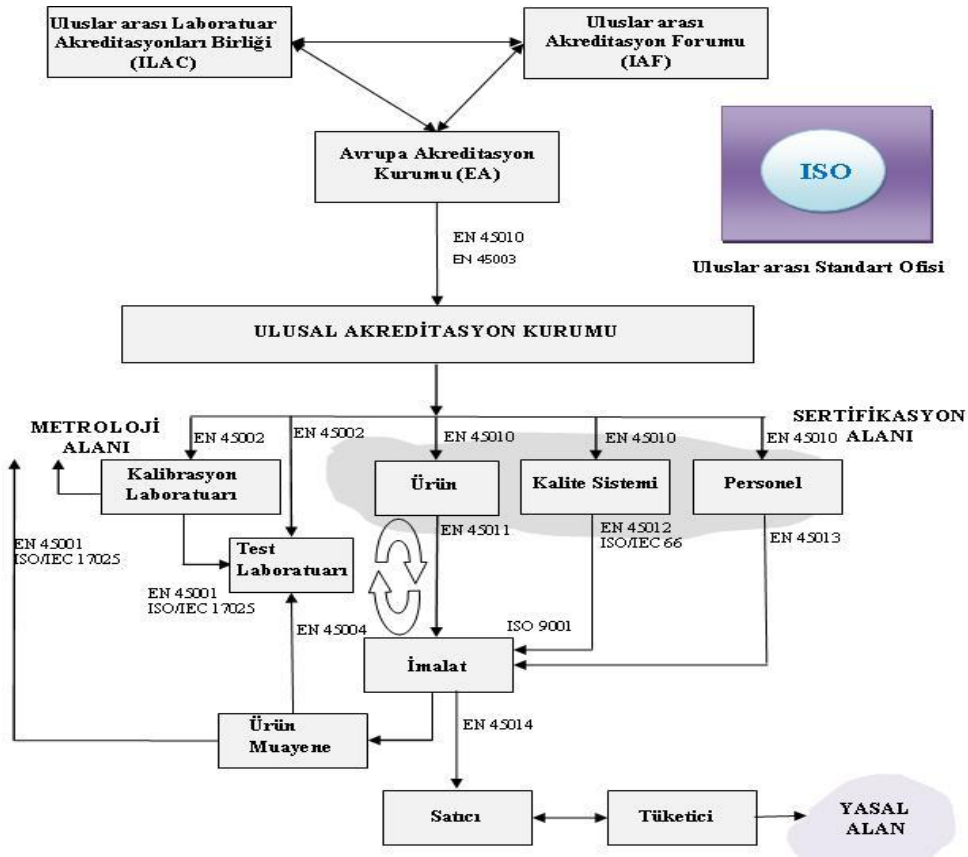 Uluslar arası Laboratuar
Akreditasyonları Birliği
(ILAC)
Uluslar arası
Akreditasyon Forumu
(IAF)
Avrupa Akreditasyon
Kurumu (EA)
ISO
Uluslar arası Standart Ofisi
EN 45010
EN 45003
ULUSAL AKREDİTASYON KURUMU
METROLOJİ
ALANI
SERTİFİKASYON
ALANI
EN 45002
EN 45002
EN 45010
EN 45010
EN 45010
Kalibrasyon
Laboratuarı
Ürün
Kalite Sistemi
Personel
EN 45001
ISO/IEC 17025
Test
Laboratuarı
EN 45011
EN 45012
ISO/IEC 66
EN 45013
EN 45001
ISO/IEC 17025
EN 45004
ISO 9001
İmalat
Ürün
Muayene
EN 45014
Satıcı
Tüketici
YASAL
ALAN